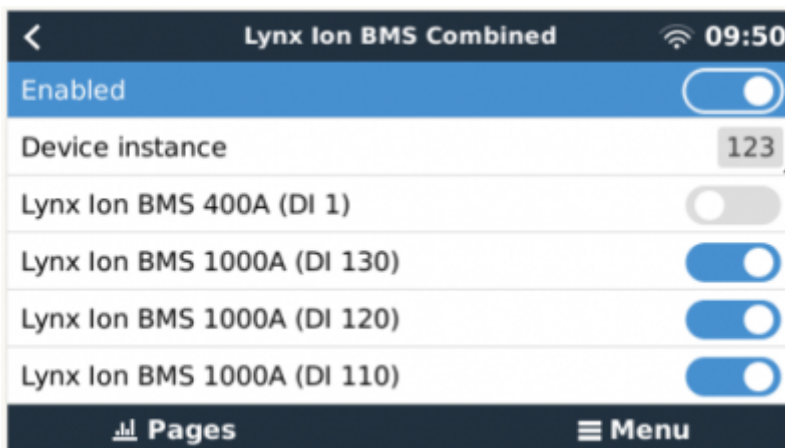 Lynx Ion BMS Combined 09:50
Enabled
Device instance 123
Lynx Ion BMS 400A (DI 1)
Lynx Ion BMS 1000A (DI 130)
Lynx Ion BMS 1000A (DI 120)
Lynx Ion BMS 1000A (DI 110)
Pages Menu